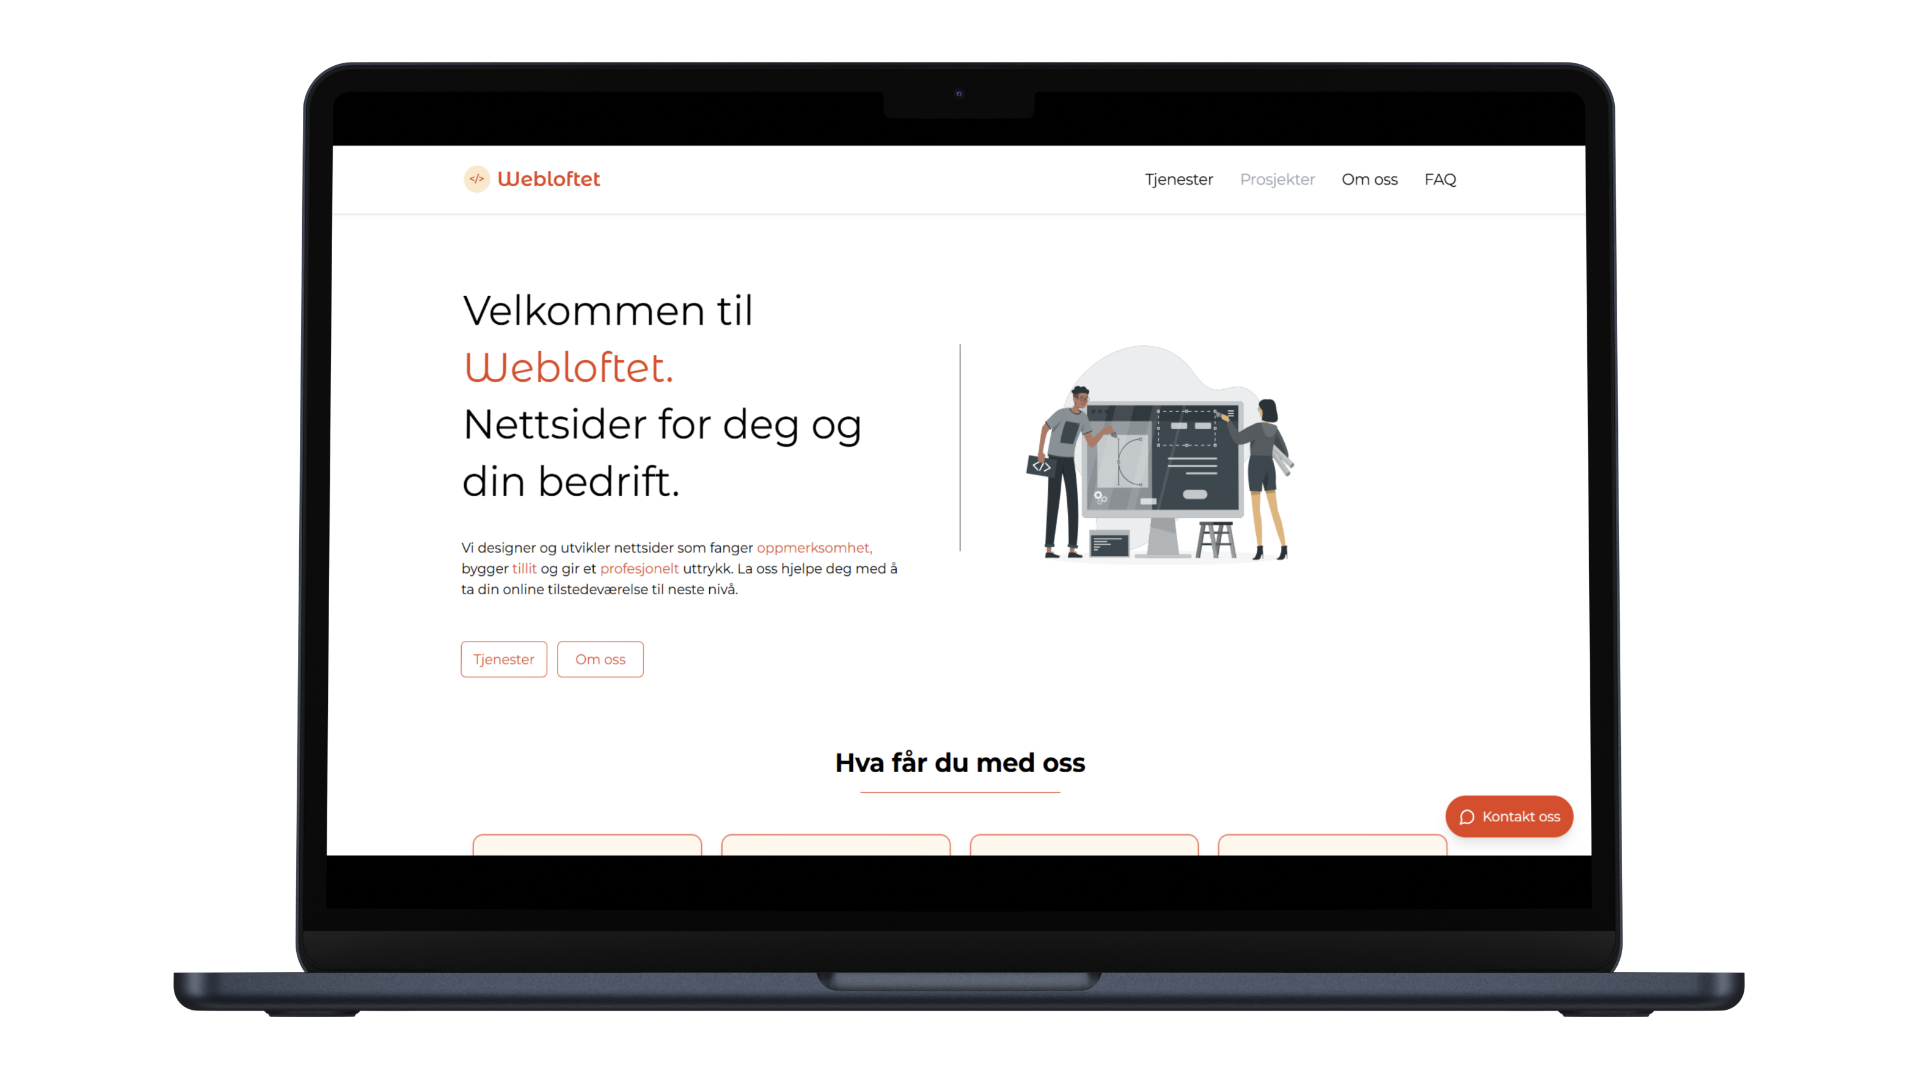 </> Webloftet
Tjenester Prosjekter Om oss FAQ
Velkommen til
Webloftet.
Nettsider for deg og
din bedrift.
Vi designer og utvikler nettsider som fanger oppmerksomhet,
bygger tillit og gir et profesjonelt uttrykk. La oss hjelpe deg med å
ta din online tilstedeværelse til neste nivå.
</>
Tjenester Om oss
Hva får du med oss
Kontakt oss